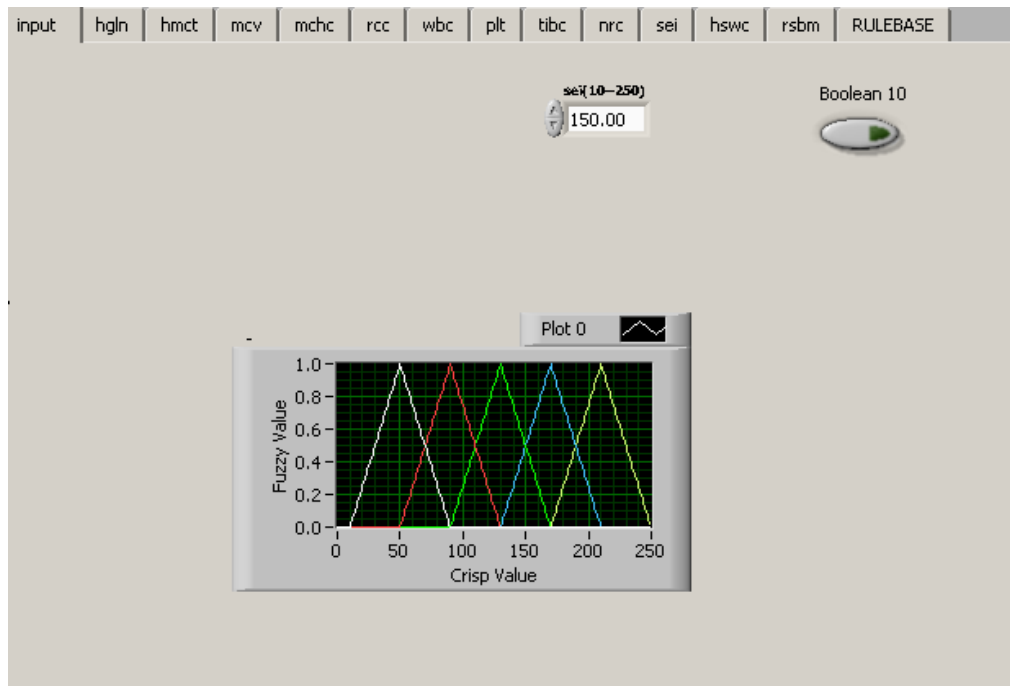 input hgln hmct mcv mchc rcc wbc plt tibc nrc sei hswc rsbm RULEBASE
sei(10-250)
Boolean 10
150.00
Plot 0
1.0
0.8
0.6
0.4
0.2
0.0
Fuzzy Value
0 50 100 150 200 250
Crisp Value